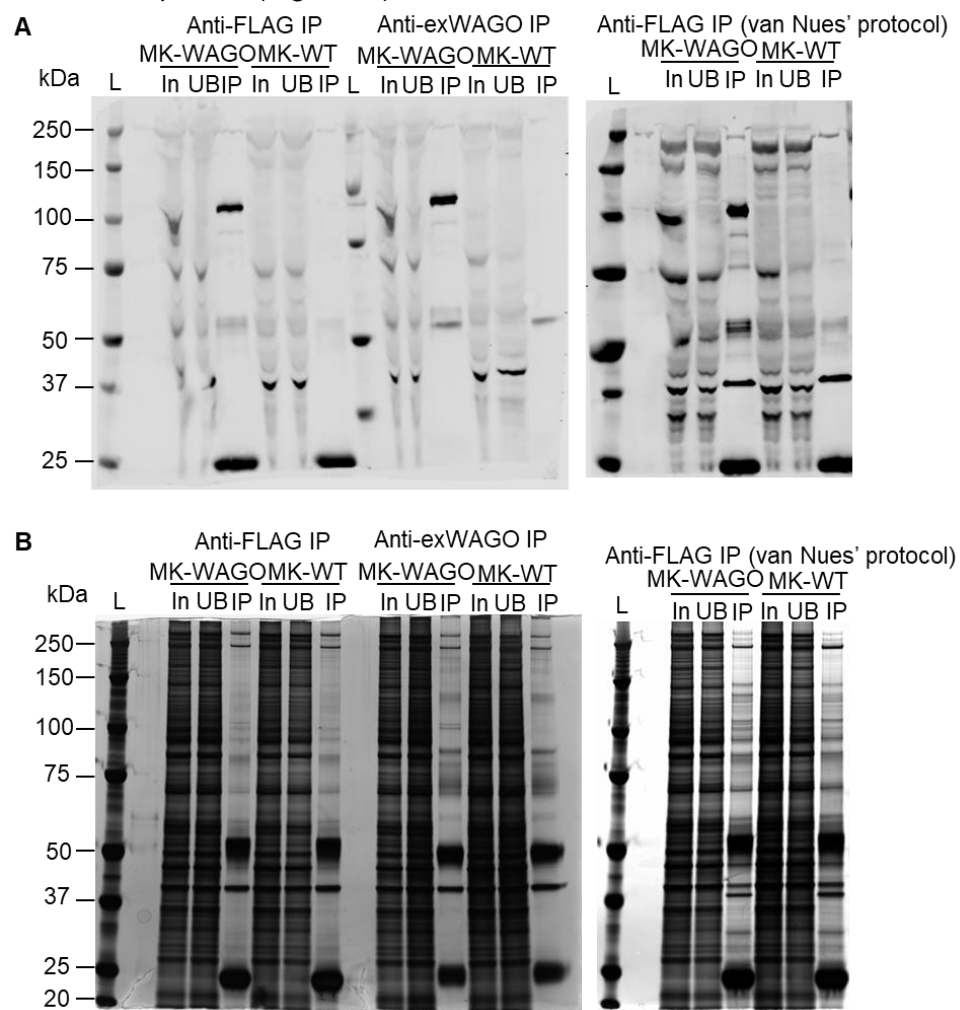 A
Anti-FLAG IP Anti-exWAGO IP Anti-FLAG IP (van Nues' protocol)
MK-WAGO MK-WT MK-WAGO MK-WT MK-WAGO MK-WT
kDa L In UB IP In UB IP L In UB IP In UB IP L In UB IP In UB IP
250
150
100
75
50
37
25
B
Anti-FLAG IP Anti-exWAGO IP Anti-FLAG IP (van Nues' protocol)
MK-WAGO MK-WT MK-WAGO MK-WT MK-WAGO MK-WT
kDa L In UB IP In UB IP In UB IP In UB IP L In UB IP In UB IP
250
150
100
75
50
37
25
20